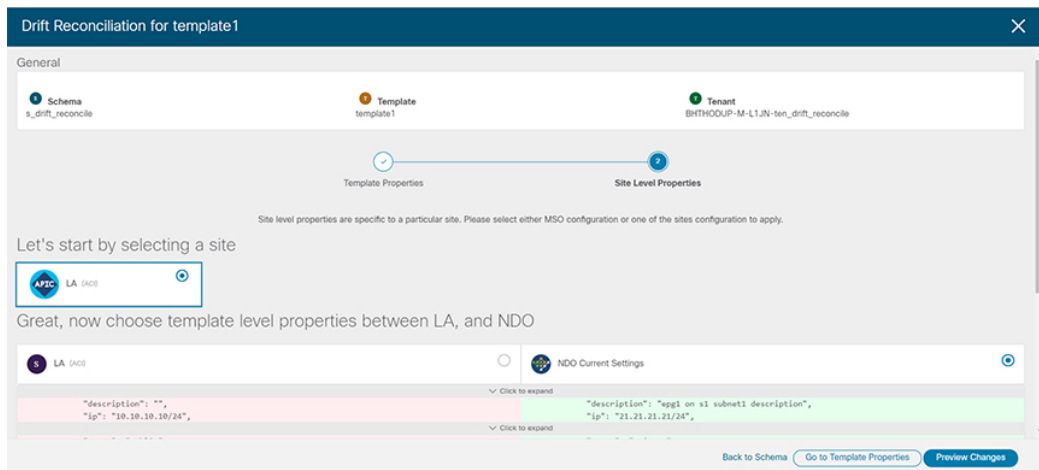 Drift Reconciliation for template1
General
S Schema
s_drift_reconcile
T Template
template1
T Tenant
BHTHODUP-M-L1JN-ten_drift_reconcile
2
Template Properties
Site Level Properties
Site level properties are specific to a particular site. Please select either MSO configuration or one of the sites configuration to apply.
Let's start by selecting a site
APIC LA (ACI)
Great, now choose template level properties between LA, and NDO
S LA (ACI)
NDO Current Settings
Click to expand
"description": "",
"ip": "10.10.10.10/24",
"description": "epg1 on s1 subnet1 description",
"ip": "21.21.21.21/24",
Click to expand
Back to Schema
Go to Template Properties
Preview Changes